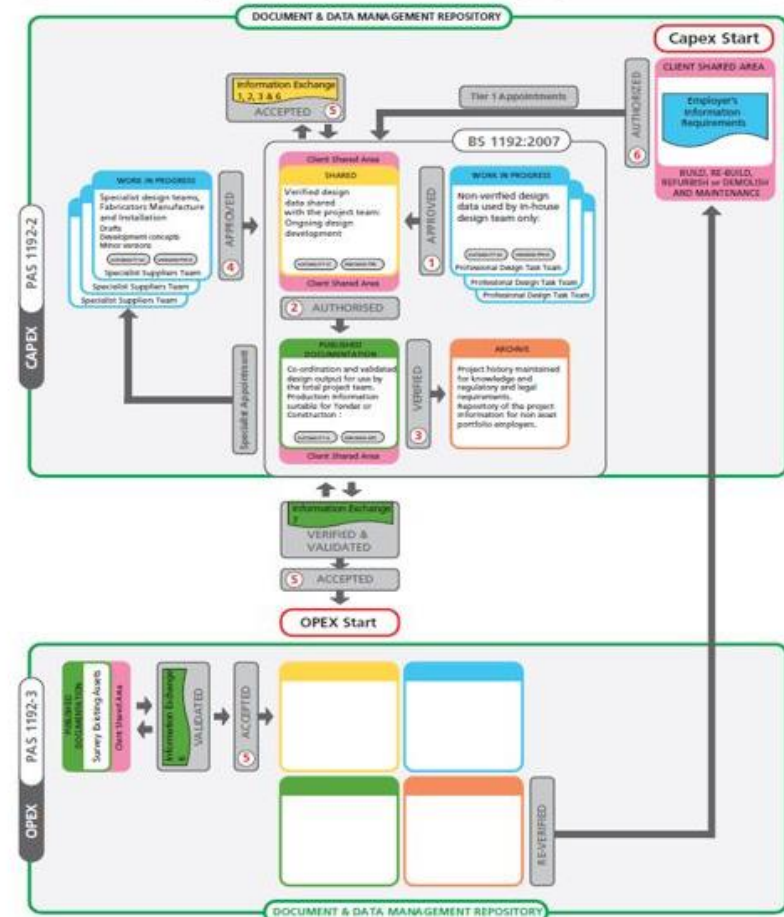 DOCUMENT & DATA MANAGEMENT REPOSITORY
Capex Start
CLIENT SHARED AREA
Employer's
Information
Requirements
BUILD, RE-BUILD,
REFURBISH or DEMOLISH
AND MAINTENANCE
AUTHORIZED
6
Tier 1 Appointments
Information Exchange
1, 2, 3 & 6
ACCEPTED
5
BS 1192:2007
Client Shared Area
SHARED
Verified design
data shared
with the project team:
Ongoing design
development
Client Shared Area
WORK IN PROGRESS
Specialist design teams,
Fabricators Manufacture
and Installation
Drafts
Development concepts
Minor versions
Specialist Suppliers Team
Specialist Suppliers Team
Specialist Suppliers Team
APPROVED
4
APPROVED
1
WORK IN PROGRESS
Non-verified design
data used by in-house
design team only:
Professional Design Task Team
Professional Design Task Team
Professional Design Task Team
PAS 1192-2
CAPEX
2
AUTHORISED
PUBLISHED
DOCUMENTATION
Co-ordination and validated
design output for use by
the total project team.
Production information
suitable for Tender or
Construction :
Client Shared Area
Specialist Appointment
VERIFIED
3
ARCHIVE
Project history maintained
for knowledge and
regulatory and legal
requirements.
Repository of the project
information for non asset
portfolio employers.
Information Exchange
VERIFIED &
VALIDATED
5
ACCEPTED
OPEX Start
PAS 1192-3
OPEX
PUBLISHED
DOCUMENTATION
Survey Existing Assets
Client Shared Area
Information Exchange
VALIDATED
ACCEPTED
5
RE-VERIFIED
DOCUMENT & DATA MANAGEMENT REPOSITORY